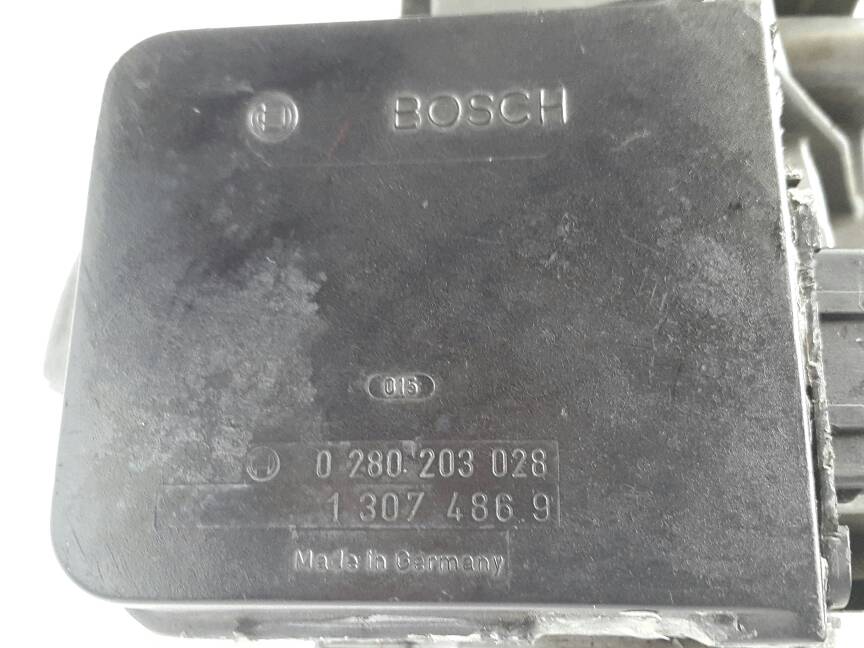 BOSCH
015
0 280 203 028
1 307 486 9
Made in Germany